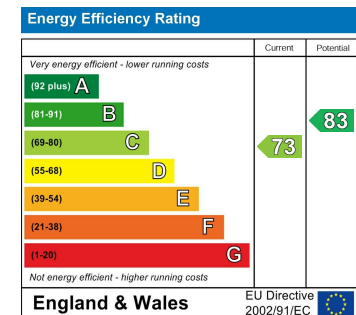 Energy Efficiency Rating
Current Potential
Very energy efficient - lower running costs
(92 plus) A
(81-91) B
83
(69-80) C
73
(55-68) D
(39-54) E
(21-38) F
(1-20) G
Not energy efficient - higher running costs
England & Wales
EU Directive
2002/91/EC